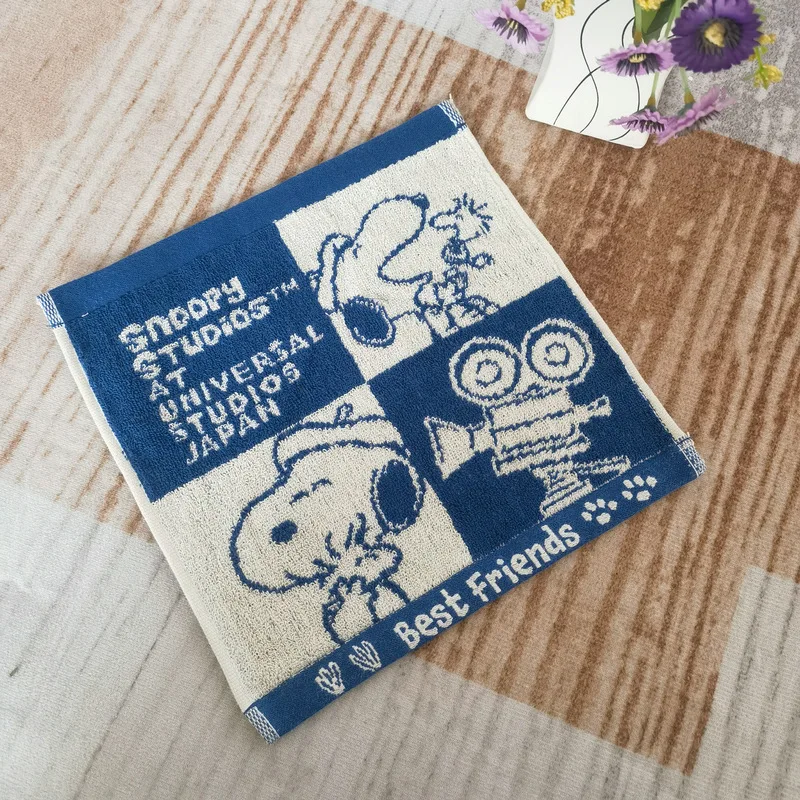 Snoopy
STUDIOS™
AT
UNIVERSAL
STUDIOS
JAPAN
Best Friends